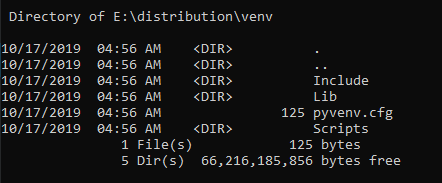 Directory of E:\distribution\venv
10/17/2019  04:56 AM    <DIR>          .
10/17/2019  04:56 AM    <DIR>          ..
10/17/2019  04:56 AM    <DIR>          Include
10/17/2019  04:56 AM    <DIR>          Lib
10/17/2019  04:56 AM               125 pyvenv.cfg
10/17/2019  04:56 AM    <DIR>          Scripts
1 File(s)            125 bytes
5 Dir(s)  66,216,185,856 bytes free